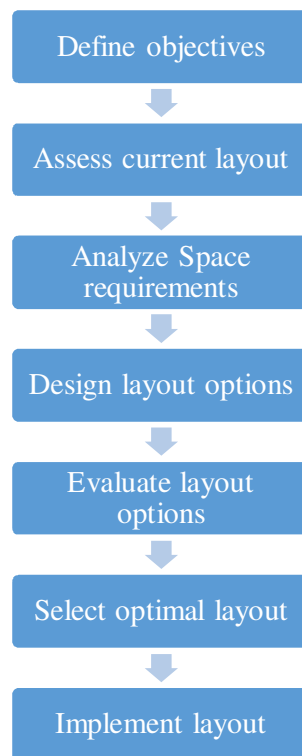 Define objectives
Assess current layout
Analyze Space
requirements
Design layout options
Evaluate layout
options
Select optimal layout
Implement layout